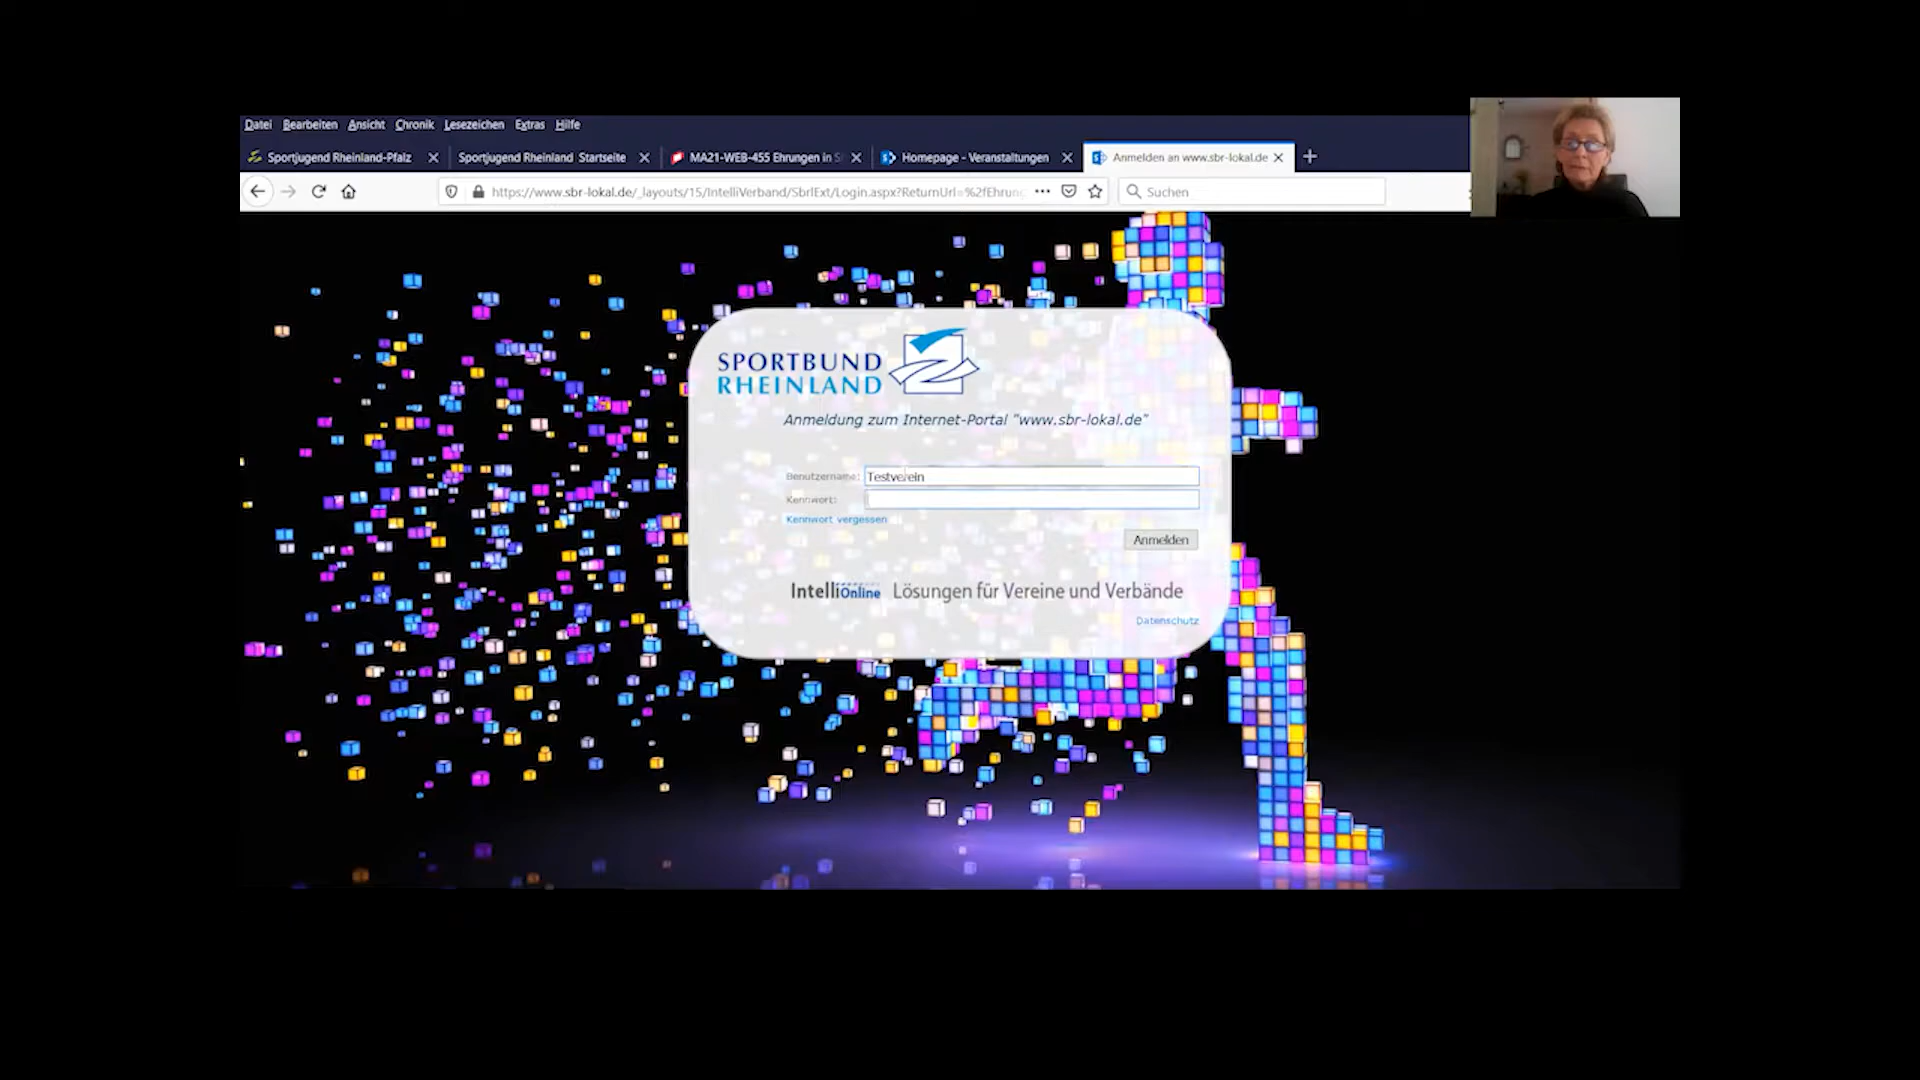 Datei Bearbeiten Ansicht Chronik Lesezeichen Extras Hilfe
Sportjugend Rheinland-Pfalz
Sportjugend Rheinland Startseite
MA21-WEB-455 Ehrungen in S
Homepage - Veranstaltungen
Anmelden an www.sbr-lokal.de
https://www.sbr-lokal.de/_layouts/15/IntelliVerband/SbrlExt/Login.aspx?ReturnUrl=%2fEhrung
Suchen
SPORTBUND
RHEINLAND
Anmeldung zum Internet-Portal "www.sbr-lokal.de"
Benutzername: Testverein
Kennwort:
Kennwort vergessen
Anmelden
IntelliOnline Lösungen für Vereine und Verbände
Datenschutz